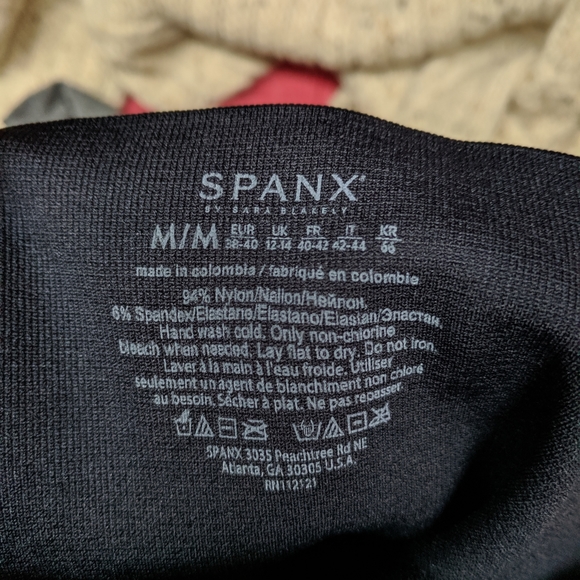 SPANX®
BY SARA BLAKELY
M/M EUR 38-40 UK 12-14 FR 40-42 IT 42-44 KR 66
made in colombia / fabriqué en colombie
94% Nylon/Nailon/Нейлон,
6% Spandex/Elastane/Elastano/Elastan/Эластан,
Hand wash cold. Only non-chlorine
bleach when needed. Lay flat to dry. Do not iron.
Laver à la main à l'eau froide. Utiliser
seulement un agent de blanchiment non chloré
au besoin. Sécher à plat. Ne pas repasser.
SPANX 3035 Peachtree Rd NE
Atlanta, GA 30305 U.S.A.
RN112121